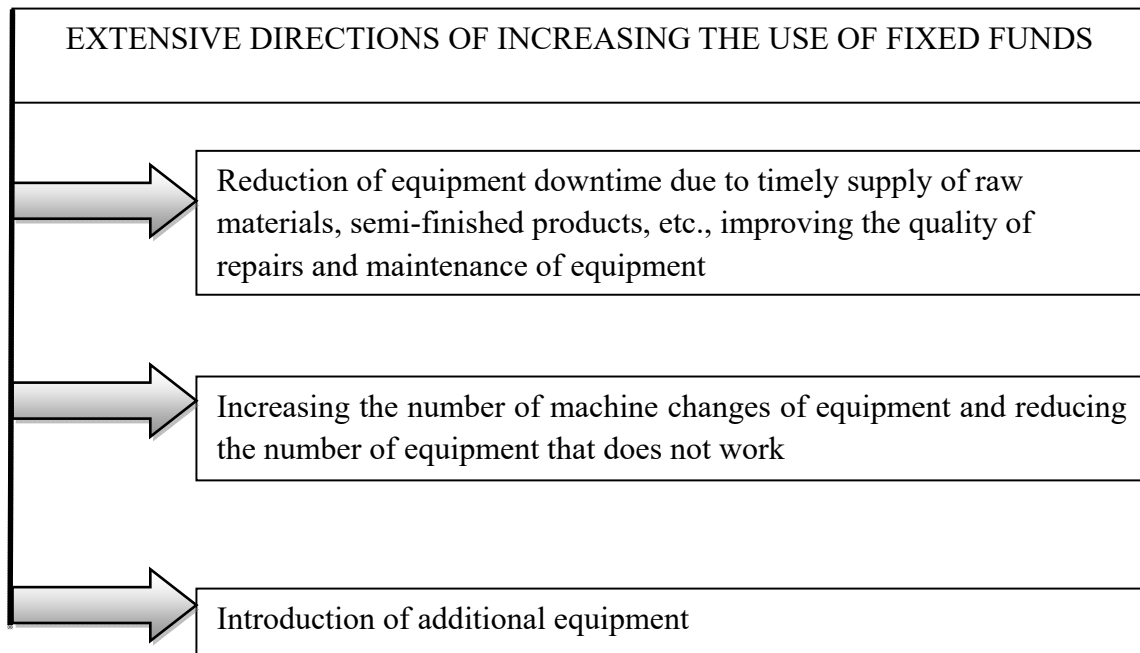 EXTENSIVE DIRECTIONS OF INCREASING THE USE OF FIXED FUNDS
Reduction of equipment downtime due to timely supply of raw
materials, semi-finished products, etc., improving the quality of
repairs and maintenance of equipment
Increasing the number of machine changes of equipment and reducing
the number of equipment that does not work
Introduction of additional equipment